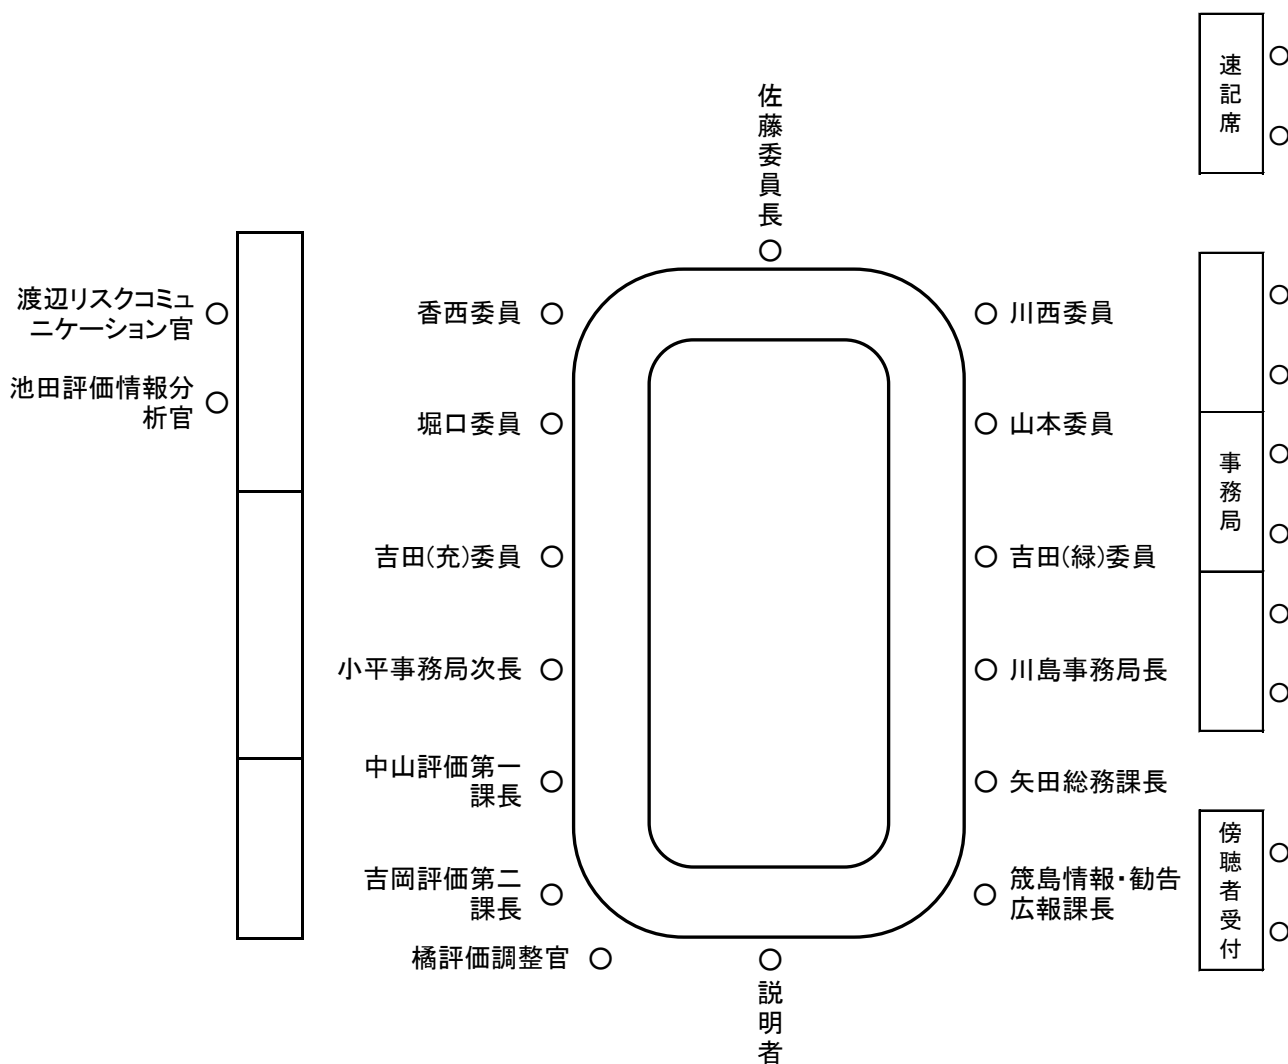 速記席
佐藤委員長
渡辺リスクコミュ
ニケーション官
香西委員
川西委員
池田評価情報分
析官
堀口委員
山本委員
事務局
吉田(充)委員
吉田(緑)委員
小平事務局次長
川島事務局長
中山評価第一
課長
矢田総務課長
吉岡評価第二
課長
筬島情報・勧告
広報課長
傍聴者受付
橘評価調整官
説明者